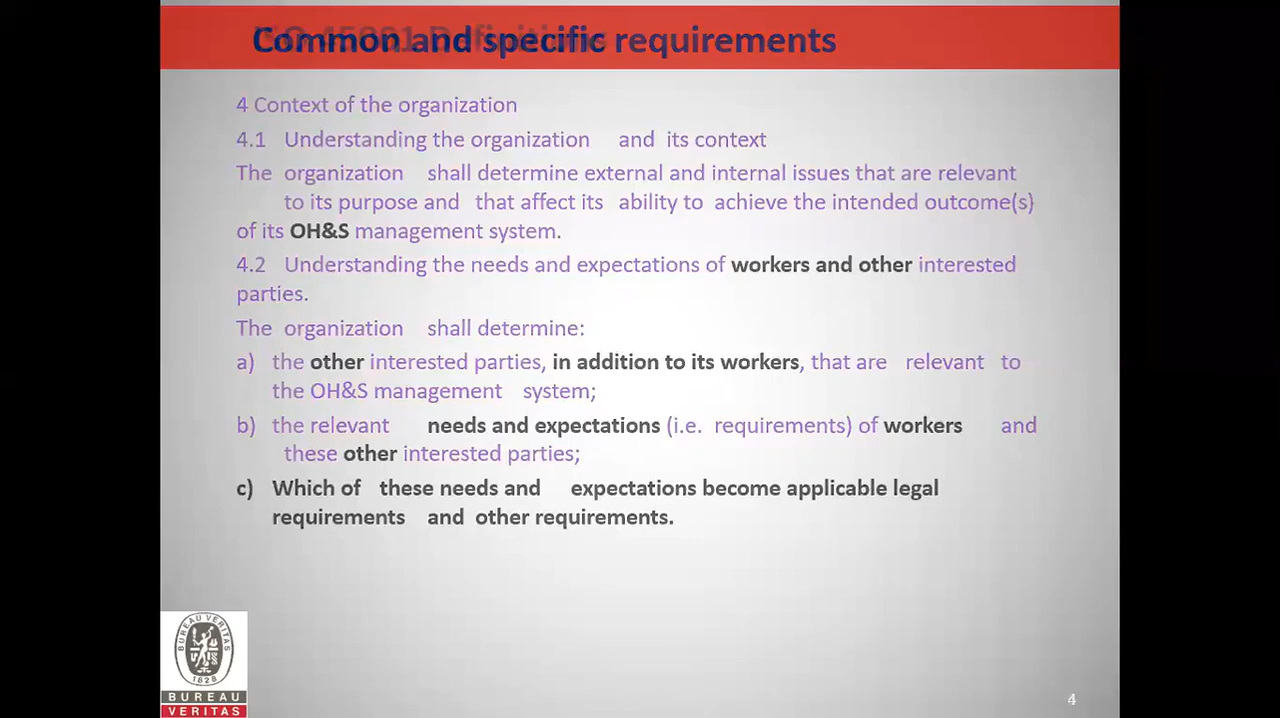 Common and specific requirements
4 Context of the organization
4.1 Understanding the organization and its context
The organization shall determine external and internal issues that are relevant
to its purpose and that affect its ability to achieve the intended outcome(s)
of its OH&S management system.
4.2 Understanding the needs and expectations of workers and other interested
parties.
The organization shall determine:
a) the other interested parties, in addition to its workers, that are relevant to
the OH&S management system;
b) the relevant needs and expectations (i.e. requirements) of workers and
these other interested parties;
c) Which of these needs and expectations become applicable legal
requirements and other requirements.
BUREAU VERITAS
1828
BUREAU
VERITAS
4